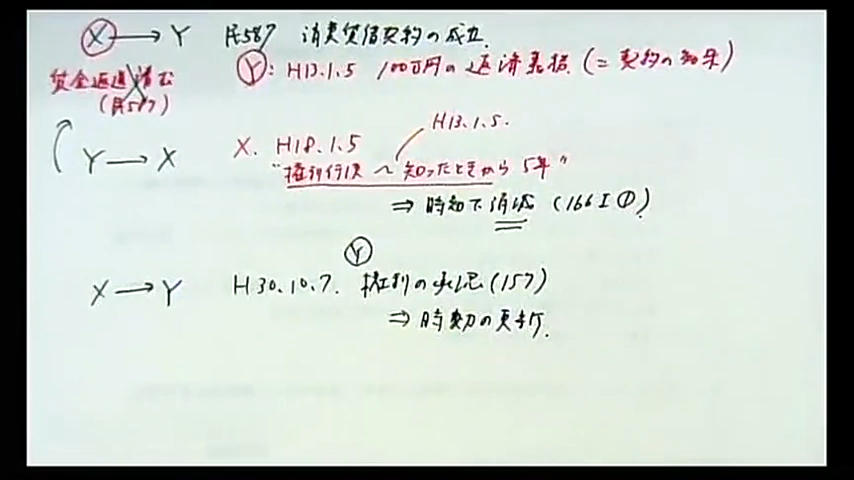 X → Y 民587 消費貸借契約の成立.
貸金返還請求
(民587)
Y: H13.1.5 100万円の返済義務 (= 契約の効果)
Y → X X. H18.1.5 H13.1.5.
"権利行使 〜 知ったときから 5年"
⇒ 時効で消滅 (166 I ①).
Y
X → Y H30.10.7. 権利の承認 (157)
⇒ 時効の更新.